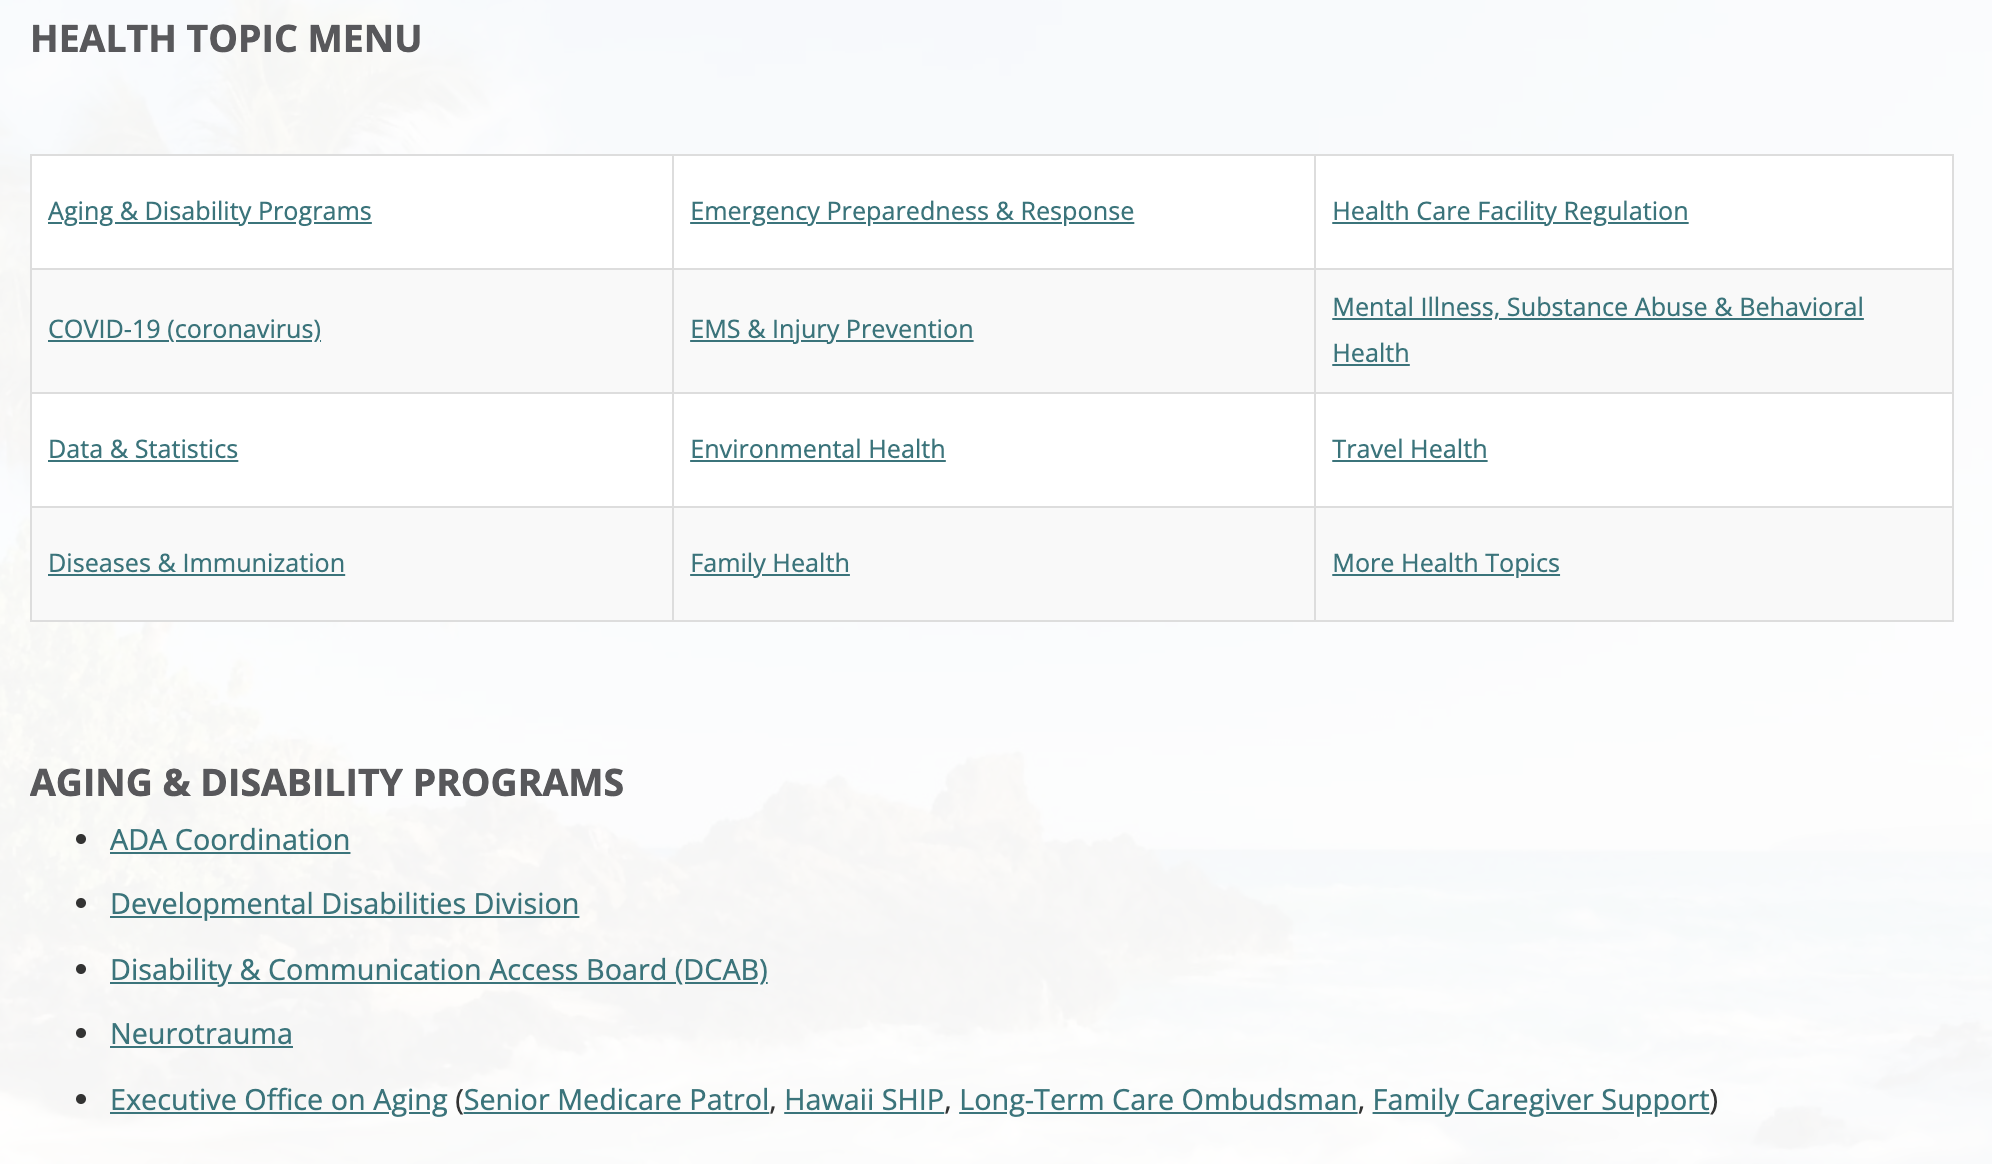 HEALTH TOPIC MENU
Aging & Disability Programs
Emergency Preparedness & Response
Health Care Facility Regulation
COVID-19 (coronavirus)
EMS & Injury Prevention
Mental Illness, Substance Abuse & Behavioral
Health
Data & Statistics
Environmental Health
Travel Health
Diseases & Immunization
Family Health
More Health Topics
AGING & DISABILITY PROGRAMS
• ADA Coordination
• Developmental Disabilities Division
• Disability & Communication Access Board (DCAB)
• Neurotrauma
• Executive Office on Aging (Senior Medicare Patrol, Hawaii SHIP, Long-Term Care Ombudsman, Family Caregiver Support)